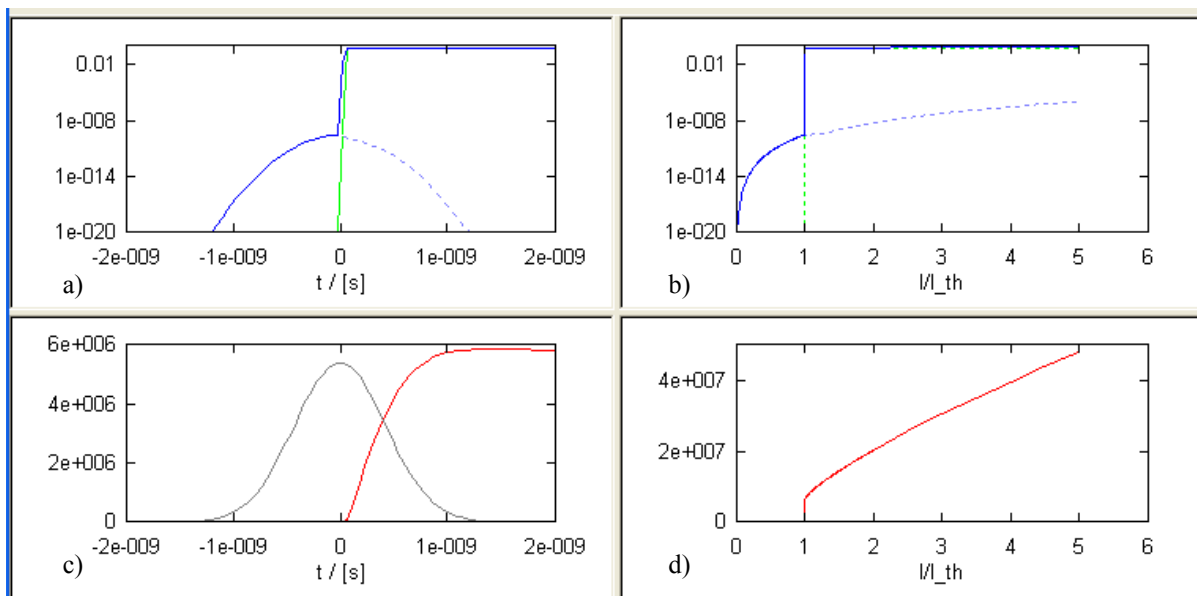 0.01
1e-008
1e-014
1e-020
-2e-009 -1e-009 0 1e-009 2e-009
a) t / [s]
0.01
1e-008
1e-014
1e-020
0 1 2 3 4 5 6
b) I/I_th
6e+006
4e+006
2e+006
0
-2e-009 -1e-009 0 1e-009 2e-009
c) t / [s]
4e+007
2e+007
0
0 1 2 3 4 5 6
d) I/I_th